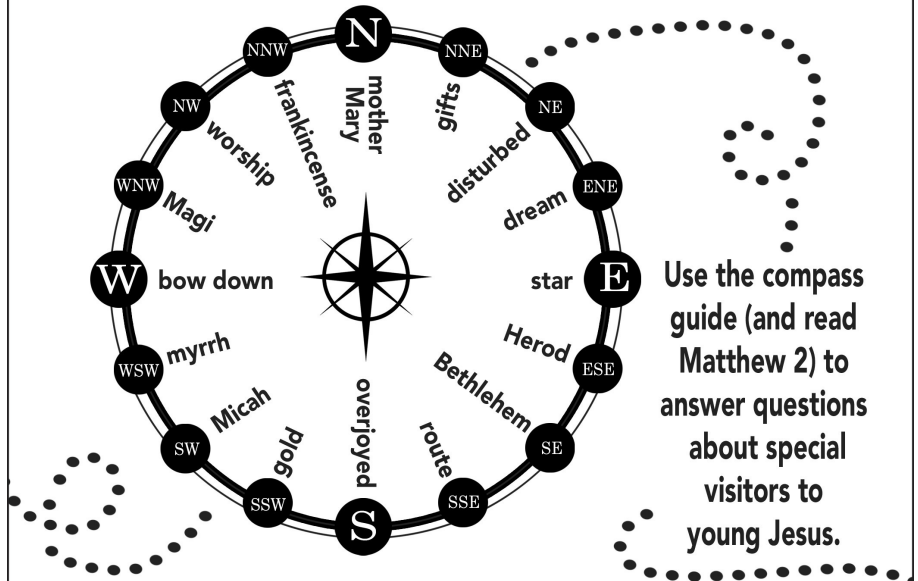 N
NNE
NE
ENE
E
ESE
SE
SSE
S
SSW
SW
WSW
W
WNW
NW
NNW
mother
Mary
gifts
disturbed
dream
star
Herod
Bethlehem
route
overjoyed
gold
Micah
myrrh
bow down
Magi
worship
frankincense
Use the compass
guide (and read
Matthew 2) to
answer questions
about special
visitors to
young Jesus.